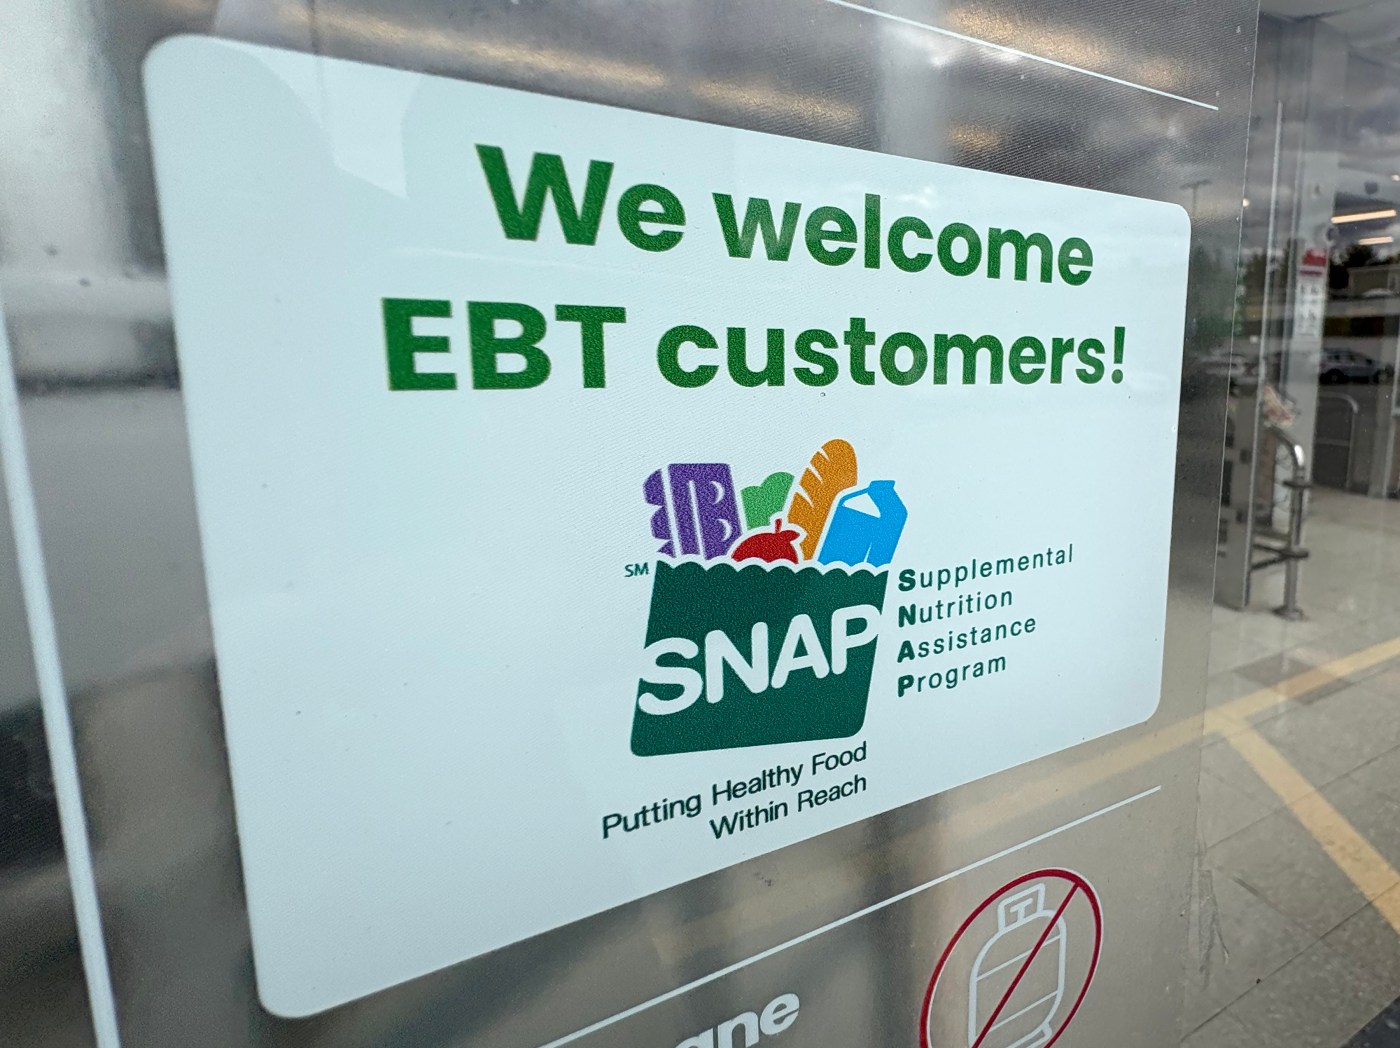 We welcome
EBT customers!
SM
SNAP
Supplemental
Nutrition
Assistance
Program
Putting Healthy Food
Within Reach